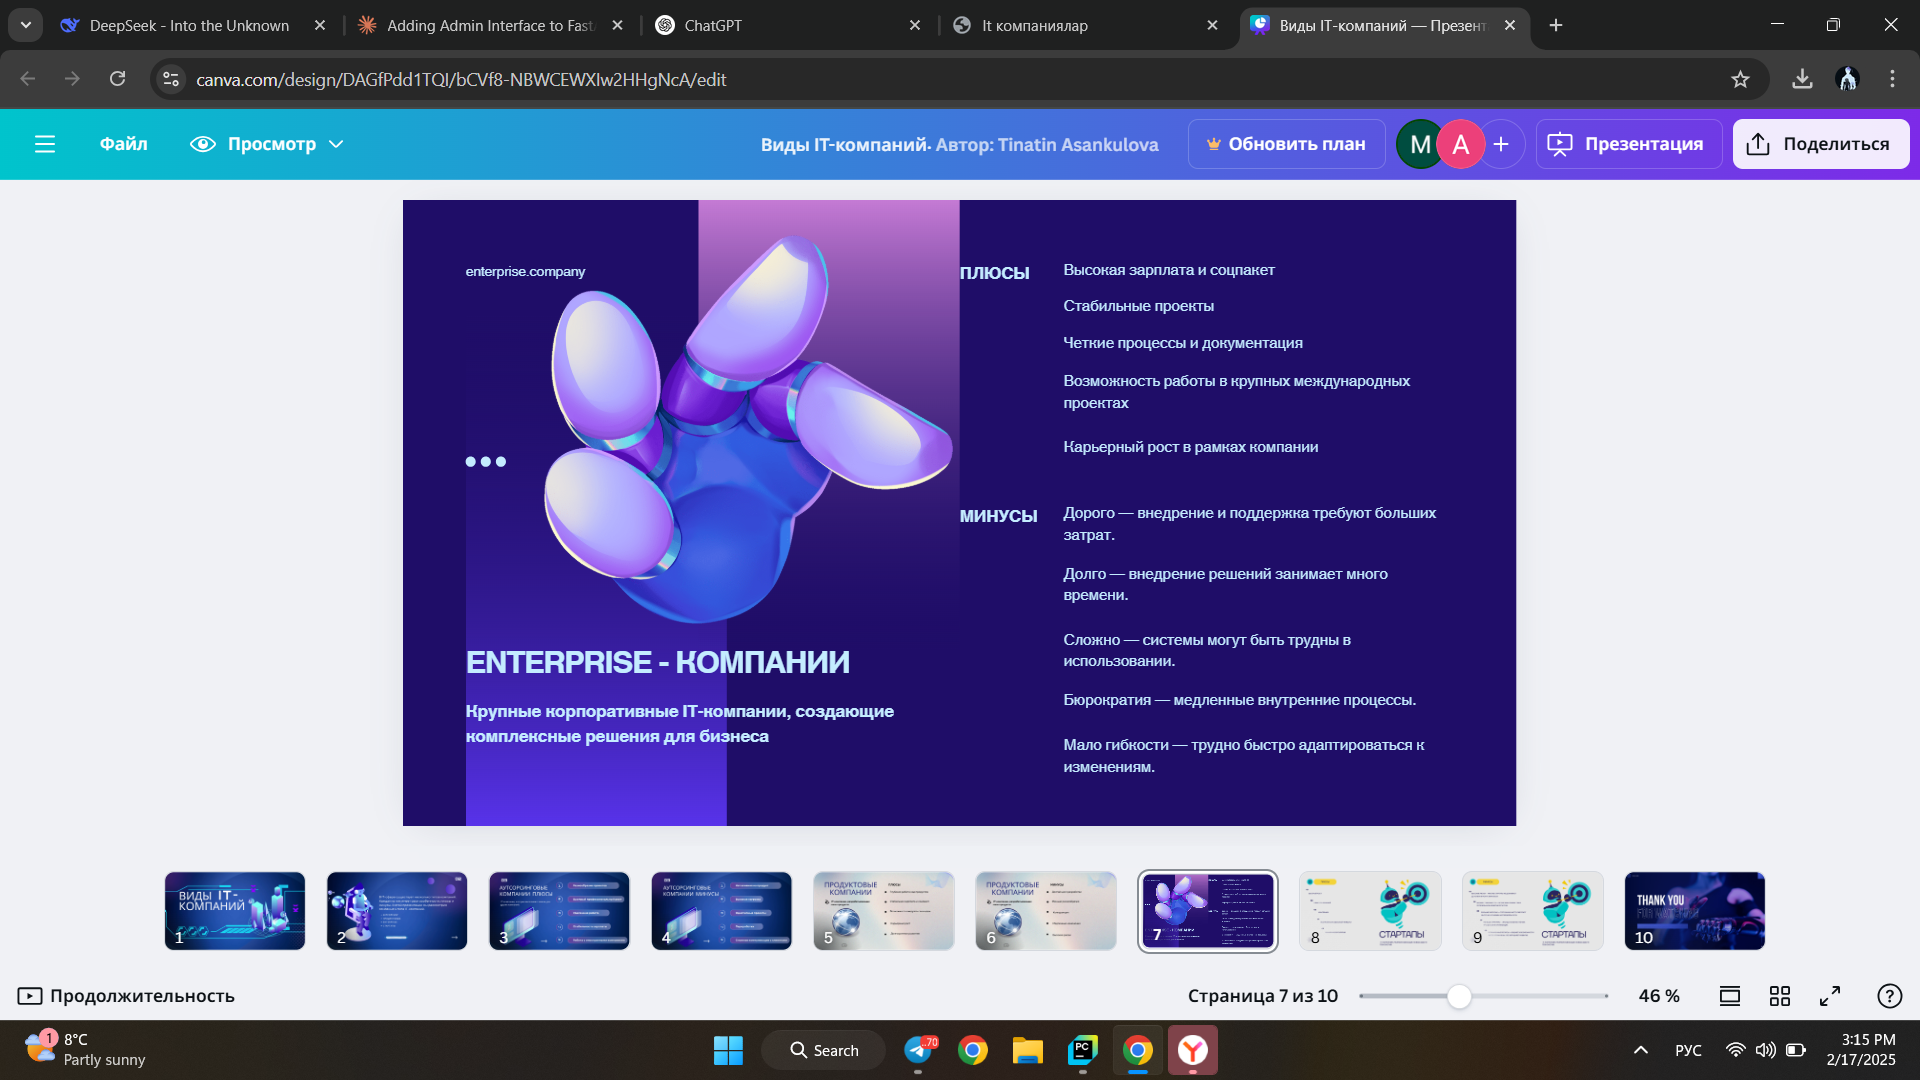 DeepSeek - Into the Unknown
Adding Admin Interface to Fast
ChatGPT
It компаниялар
Виды IT-компаний — Презент
canva.com/design/DAGfPdd1TQI/bCVf8-NBWCEWXIw2HHgNcA/edit
Файл
Просмотр
Виды IT-компаний. Автор: Tinatin Asankulova
Обновить план
M
A
Презентация
Поделиться
enterprise.company
ENTERPRISE - КОМПАНИИ
Крупные корпоративные IT-компании, создающие
комплексные решения для бизнеса
ПЛЮСЫ
Высокая зарплата и соцпакет
Стабильные проекты
Четкие процессы и документация
Возможность работы в крупных международных
проектах
Карьерный рост в рамках компании
МИНУСЫ
Дорого — внедрение и поддержка требуют больших
затрат.
Долго — внедрение решений занимает много
времени.
Сложно — системы могут быть трудны в
использовании.
Бюрократия — медленные внутренние процессы.
Мало гибкости — трудно быстро адаптироваться к
изменениям.
ВИДЫ IT-
КОМПАНИЙ
1
2
АУТСОРСИНГОВЫЕ
КОМПАНИИ ПЛЮСЫ
3
АУТСОРСИНГОВЫЕ
КОМПАНИИ МИНУСЫ
4
ПРОДУКТОВЫЕ
КОМПАНИИ
5
ПРОДУКТОВЫЕ
КОМПАНИИ
6
7
СТАРТАПЫ
8
СТАРТАПЫ
9
THANK YOU
10
Продолжительность
Страница 7 из 10
46 %
1
8°C
Partly sunny
Search
70
PC
РУС
3:15 PM
2/17/2025